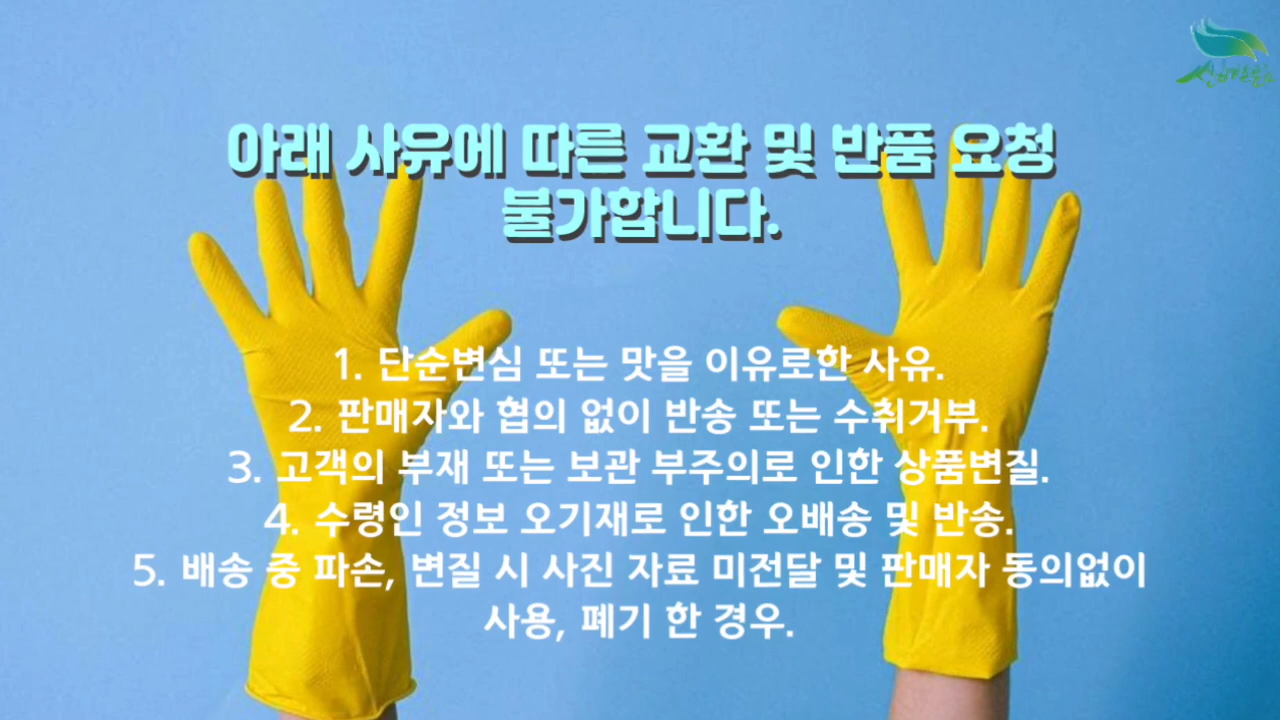 아래 사유에 따른 교환 및 반품 요청
불가합니다.
1. 단순변심 또는 맛을 이유로한 사유.
2. 판매자와 협의 없이 반송 또는 수취거부.
3. 고객의 부재 또는 보관 부주의로 인한 상품변질.
4. 수령인 정보 오기재로 인한 오배송 및 반송.
5. 배송 중 파손, 변질 시 사진 자료 미전달 및 판매자 동의없이
사용, 폐기 한 경우.